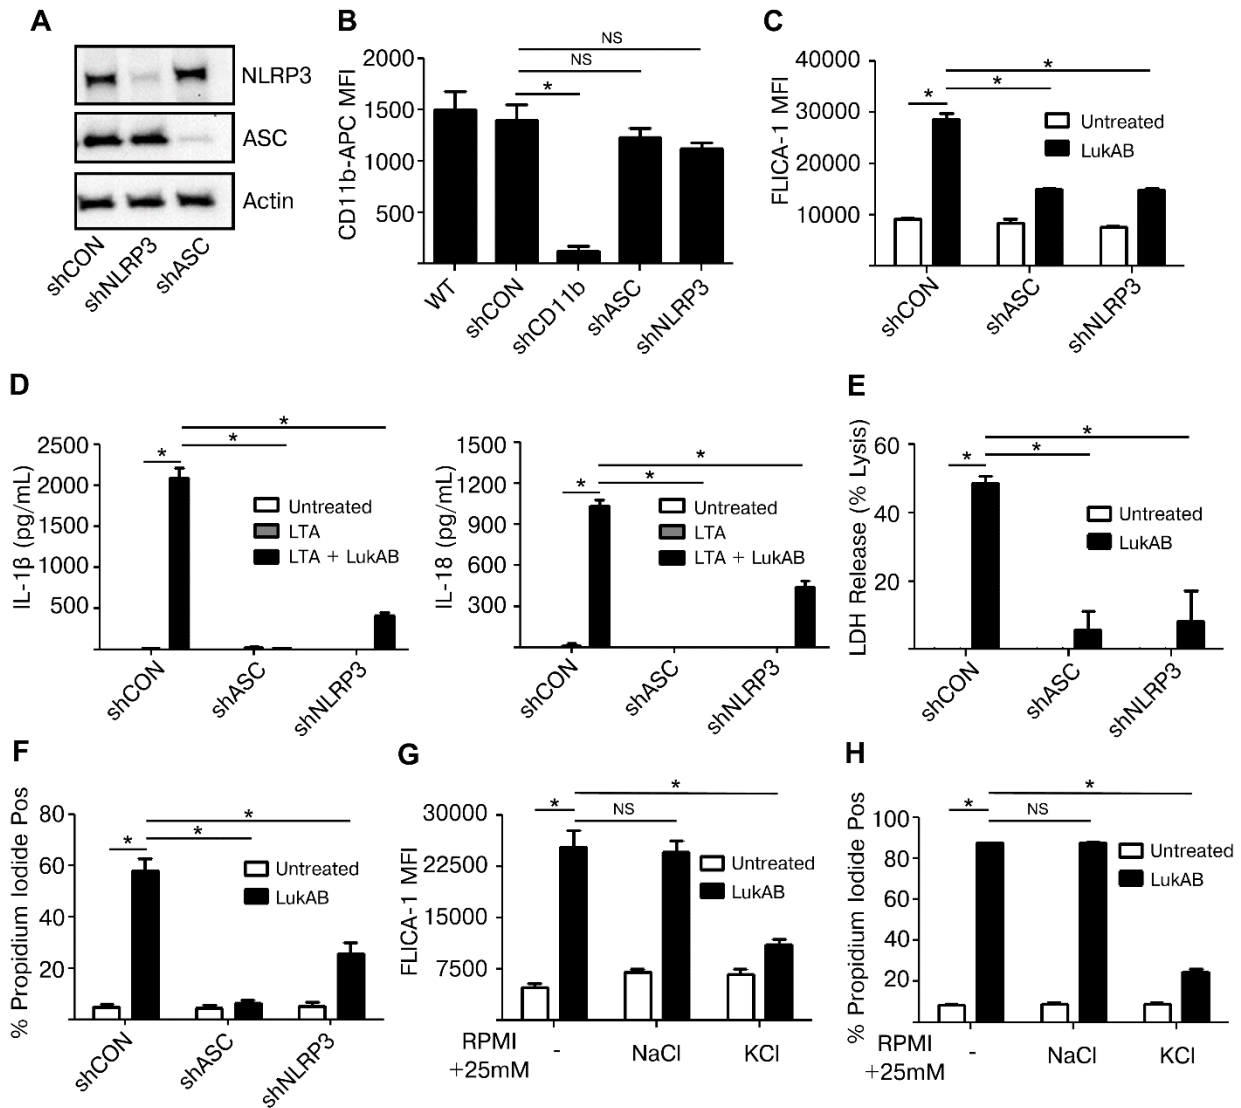 A
NLRP3
ASC
Actin
shCON
shNLRP3
shASC
B
CD11b-APC MFI
2000
1500
1000
500
NS
NS
*
WT
shCON
shCD11b
shASC
shNLRP3
C
FLICA-1 MFI
40000
30000
20000
10000
*
*
*
Untreated
LukAB
shCON
shASC
shNLRP3
D
IL-1β (pg/mL)
2500
2000
1500
1000
500
*
*
*
Untreated
LTA
LTA + LukAB
shCON
shASC
shNLRP3
IL-18 (pg/mL)
1500
1200
900
600
300
*
*
*
Untreated
LTA
LTA + LukAB
shCON
shASC
shNLRP3
E
LDH Release (% Lysis)
60
40
20
*
*
*
Untreated
LukAB
shCON
shASC
shNLRP3
F
% Propidium Iodide Pos
80
60
40
20
*
*
*
Untreated
LukAB
shCON
shASC
shNLRP3
G
FLICA-1 MFI
30000
22500
15000
7500
*
NS
*
Untreated
LukAB
RPMI
+25mM
-
NaCl
KCl
H
% Propidium Iodide Pos
100
80
60
40
20
*
NS
*
Untreated
LukAB
RPMI
+25mM
-
NaCl
KCl